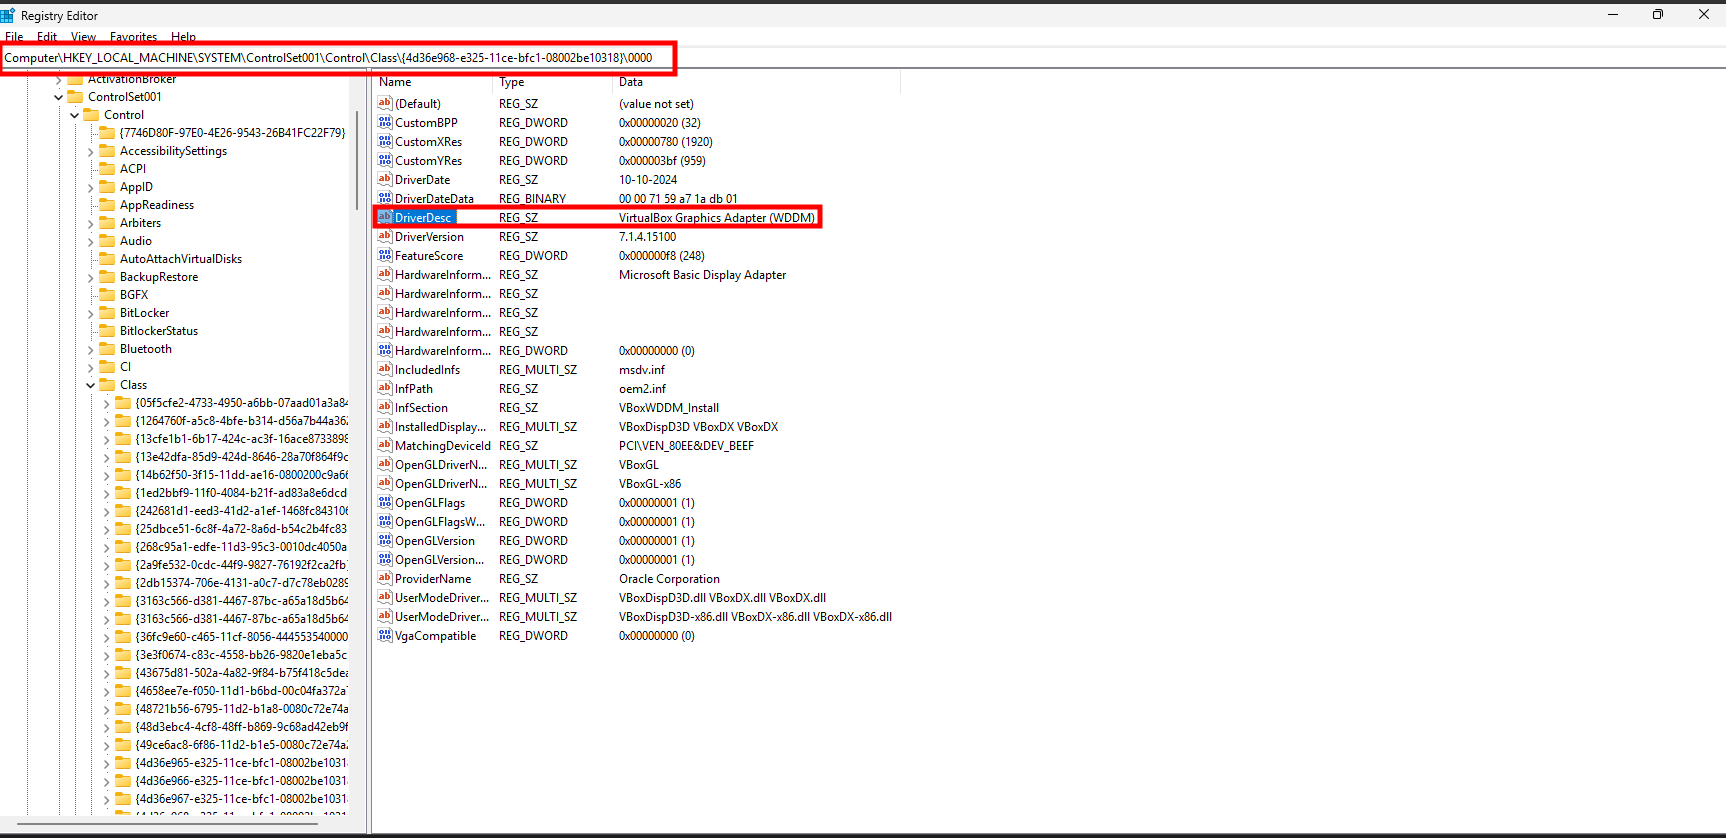 Registry Editor
File Edit View Favorites Help
Computer\HKEY_LOCAL_MACHINE\SYSTEM\ControlSet001\Control\Class\{4d36e968-e325-11ce-bfc1-08002be10318}\0000
ActivationBroker
ControlSet001
Control
{7746D80F-97E0-4E26-9543-26B41FC22F79}
AccessibilitySettings
ACPI
AppID
AppReadiness
Arbiters
Audio
AutoAttachVirtualDisks
BackupRestore
BGFX
BitLocker
BitlockerStatus
Bluetooth
CI
Class
{05f5cfe2-4733-4950-a6bb-07aad01a3a84
{1264760f-a5c8-4bfe-b314-d56a7b44a362
{13cfe1b1-6b17-424c-ac3f-16ace8733898
{13e42dfa-85d9-424d-8646-28a70f864f9c
{14b62f50-3f15-11dd-ae16-0800200c9a66
{1ed2bbf9-11f0-4084-b21f-ad83a8e6dcd
{242681d1-eed3-41d2-a1ef-1468fc843106
{25dbce51-6c8f-4a72-8a6d-b54c2b4fc83
{268c95a1-edfe-11d3-95c3-0010dc4050a
{2a9fe532-0cdc-44f9-9827-76192f2ca2fb
{2db15374-706e-4131-a0c7-d7c78eb0289
{3163c566-d381-4467-87bc-a65a18d5b64
{3163c566-d381-4467-87bc-a65a18d5b64
{36fc9e60-c465-11cf-8056-444553540000
{3e3f0674-c83c-4558-bb26-9820e1eba5c
{43675d81-502a-4a82-9f84-b75f418c5dea
{4658ee7e-f050-11d1-b6bd-00c04fa372a7
{48721b56-6795-11d2-b1a8-0080c72e74a
{48d3ebc4-4cf8-48ff-b869-9c68ad42eb9f
{49ce6ac8-6f86-11d2-b1e5-0080c72e74a2
{4d36e965-e325-11ce-bfc1-08002be1031
{4d36e966-e325-11ce-bfc1-08002be1031
{4d36e967-e325-11ce-bfc1-08002be1031
Name Type Data
(Default) REG_SZ (value not set)
CustomBPP REG_DWORD 0x00000020 (32)
CustomXRes REG_DWORD 0x00000780 (1920)
CustomYRes REG_DWORD 0x000003bf (959)
DriverDate REG_SZ 10-10-2024
DriverDateData REG_BINARY 00 00 71 59 a7 1a db 01
DriverDesc REG_SZ VirtualBox Graphics Adapter (WDDM)
DriverVersion REG_SZ 7.1.4.15100
FeatureScore REG_DWORD 0x000000f8 (248)
HardwareInform... REG_SZ Microsoft Basic Display Adapter
HardwareInform... REG_SZ
HardwareInform... REG_SZ
HardwareInform... REG_SZ
HardwareInform... REG_DWORD 0x00000000 (0)
IncludedInfs REG_MULTI_SZ msdv.inf
InfPath REG_SZ oem2.inf
InfSection REG_SZ VBoxWDDM_Install
InstalledDisplay... REG_MULTI_SZ VBoxDispD3D VBoxDX VBoxDX
MatchingDeviceId REG_SZ PCI\VEN_80EE&DEV_BEEF
OpenGLDriverN... REG_MULTI_SZ VBoxGL
OpenGLDriverN... REG_MULTI_SZ VBoxGL-x86
OpenGLFlags REG_DWORD 0x00000001 (1)
OpenGLFlagsW... REG_DWORD 0x00000001 (1)
OpenGLVersion REG_DWORD 0x00000001 (1)
OpenGLVersion... REG_DWORD 0x00000001 (1)
ProviderName REG_SZ Oracle Corporation
UserModeDriver... REG_MULTI_SZ VBoxDispD3D.dll VBoxDX.dll VBoxDX.dll
UserModeDriver... REG_MULTI_SZ VBoxDispD3D-x86.dll VBoxDX-x86.dll VBoxDX-x86.dll
VgaCompatible REG_DWORD 0x00000000 (0)